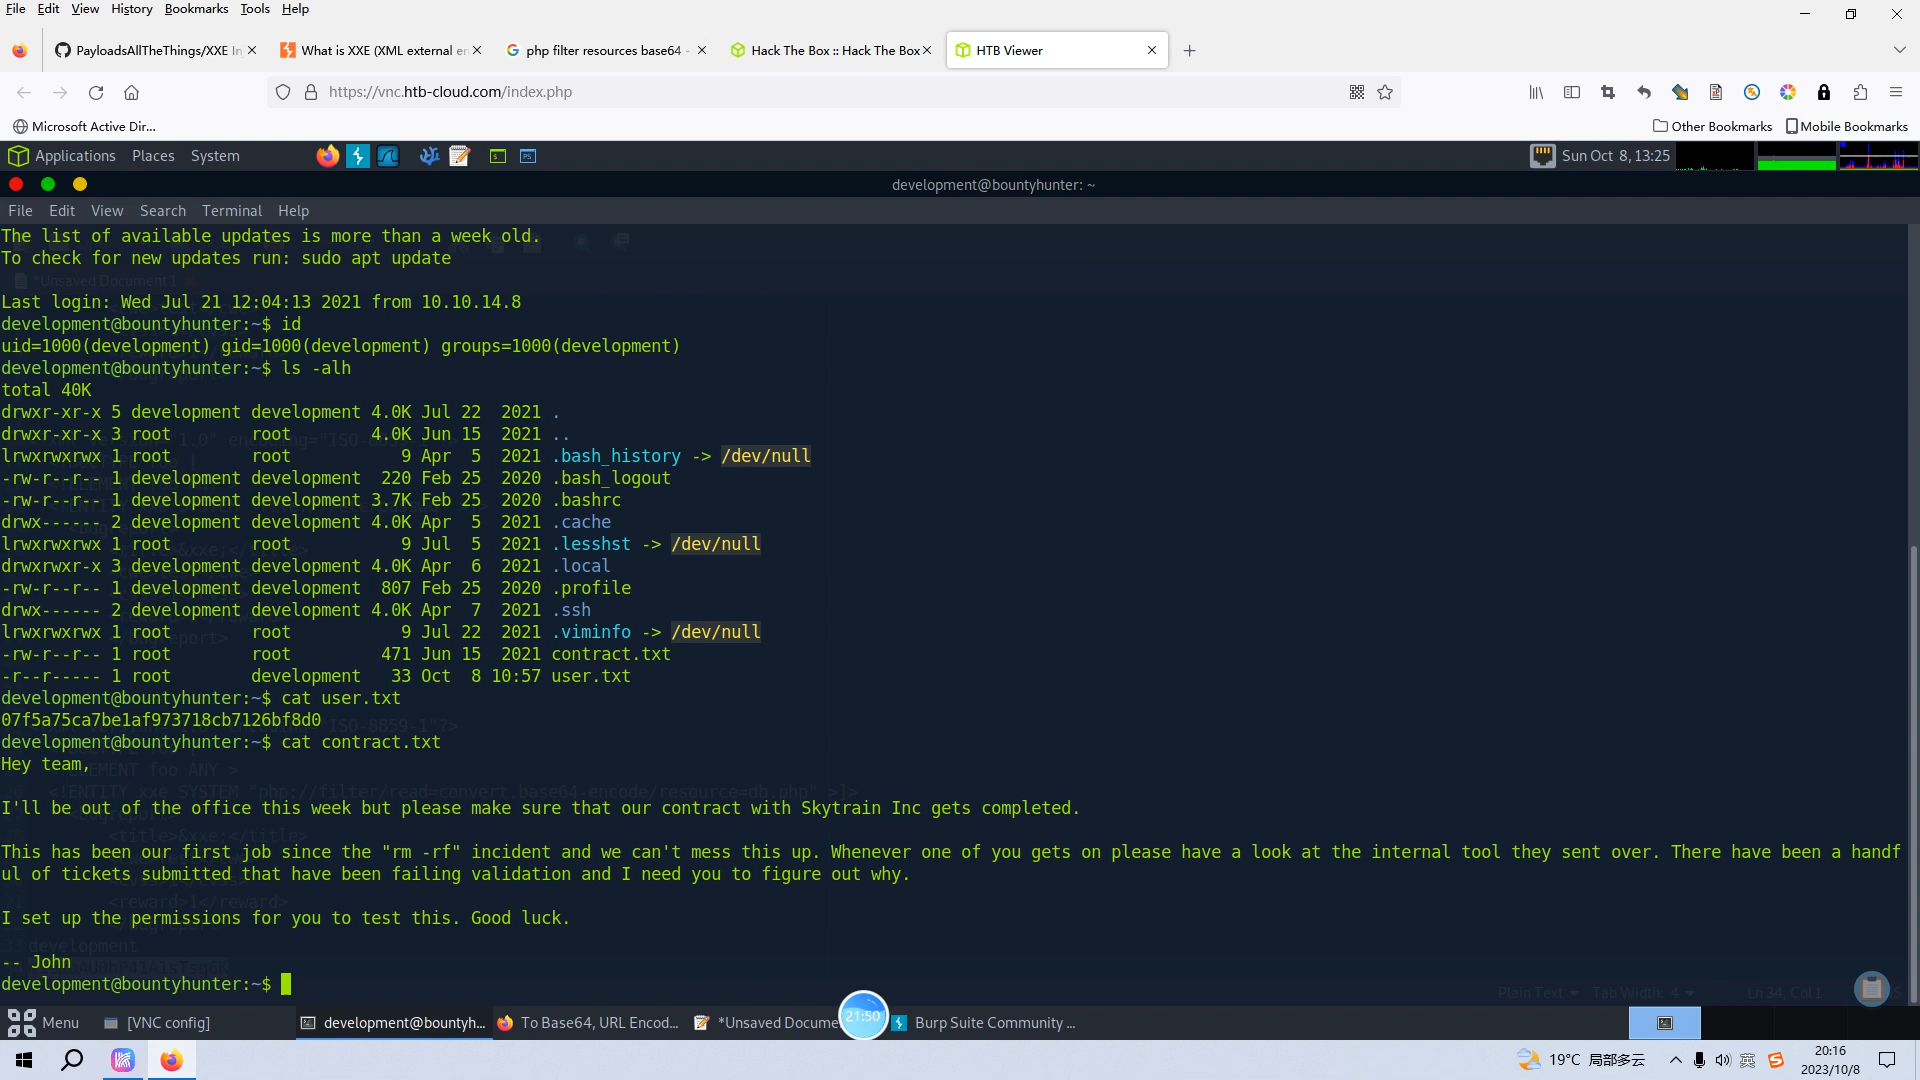 File Edit View History Bookmarks Tools Help
PayloadsAllTheThings/XXE In
What is XXE (XML external en
php filter resources base64 -
Hack The Box :: Hack The Box
HTB Viewer
https://vnc.htb-cloud.com/index.php
Microsoft Active Dir...
Other Bookmarks
Mobile Bookmarks
Applications Places System
Sun Oct 8, 13:25
development@bountyhunter: ~
File Edit View Search Terminal Help
The list of available updates is more than a week old.
To check for new updates run: sudo apt update
*Unsaved Document 1
Last login: Wed Jul 21 12:04:13 2021 from 10.10.14.8
development@bountyhunter:~$ id
uid=1000(development) gid=1000(development) groups=1000(development)
development@bountyhunter:~$ ls -alh
total 40K
drwxr-xr-x 5 development development 4.0K Jul 22  2021 .
drwxr-xr-x 3 root        root        4.0K Jun 15  2021 ..
lrwxrwxrwx 1 root        root           9 Apr  5  2021 .bash_history -> /dev/null
-rw-r--r-- 1 development development  220 Feb 25  2020 .bash_logout
-rw-r--r-- 1 development development 3.7K Feb 25  2020 .bashrc
drwx------ 2 development development 4.0K Apr  5  2021 .cache
lrwxrwxrwx 1 root        root           9 Jul  5  2021 .lesshst -> /dev/null
drwxrwxr-x 3 development development 4.0K Apr  6  2021 .local
-rw-r--r-- 1 development development  807 Feb 25  2020 .profile
drwx------ 2 development development 4.0K Apr  7  2021 .ssh
lrwxrwxrwx 1 root        root           9 Jul 22  2021 .viminfo -> /dev/null
-rw-r--r-- 1 root        root         471 Jun 15  2021 contract.txt
-r--r----- 1 root        development   33 Oct  8 10:57 user.txt
development@bountyhunter:~$ cat user.txt
07f5a75ca7be1af973718cb7126bf8d0
development@bountyhunter:~$ cat contract.txt
Hey team,
I'll be out of the office this week but please make sure that our contract with Skytrain Inc gets completed.
This has been our first job since the "rm -rf" incident and we can't mess this up. Whenever one of you gets on please have a look at the internal tool they sent over. There have been a handf
ul of tickets submitted that have been failing validation and I need you to figure out why.
I set up the permissions for you to test this. Good luck.
-- John
development@bountyhunter:~$
Plain Text Tab Width: 4 Ln 34, Col 1
Menu [VNC config] development@bountyh... To Base64, URL Encod... *Unsaved Docume 21:50 Burp Suite Community ...
19°C 局部多云 英 20:16
2023/10/8